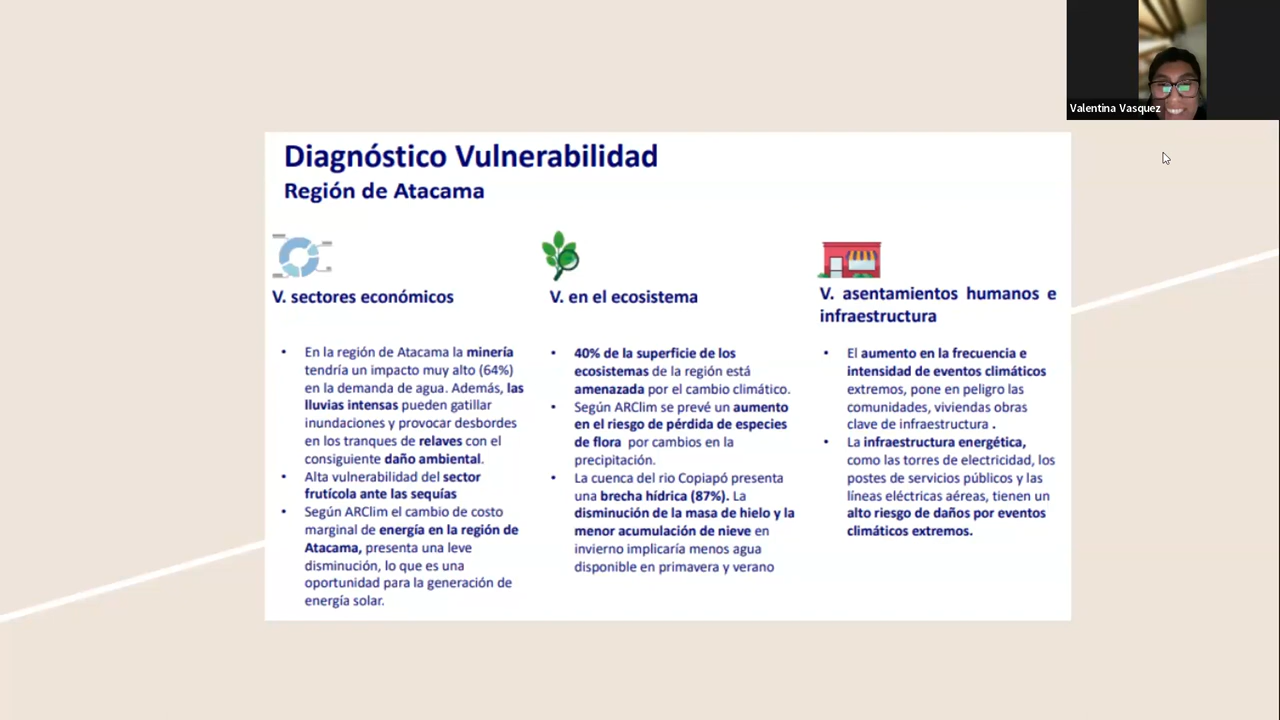 Valentina Vasquez
Diagnóstico Vulnerabilidad
Región de Atacama
V. sectores económicos
• En la región de Atacama la minería
tendría un impacto muy alto (64%)
en la demanda de agua. Además, las
lluvias intensas pueden gatillar
inundaciones y provocar desbordes
en los tranques de relaves con el
consiguiente daño ambiental.
• Alta vulnerabilidad del sector
frutícola ante las sequías
• Según ARClim el cambio de costo
marginal de energía en la región de
Atacama, presenta una leve
disminución, lo que es una
oportunidad para la generación de
energía solar.
V. en el ecosistema
• 40% de la superficie de los
ecosistemas de la región está
amenazada por el cambio climático.
• Según ARClim se prevé un aumento
en el riesgo de pérdida de especies
de flora por cambios en la
precipitación.
• La cuenca del rio Copiapó presenta
una brecha hídrica (87%). La
disminución de la masa de hielo y la
menor acumulación de nieve en
invierno implicaría menos agua
disponible en primavera y verano
V. asentamientos humanos e
infraestructura
• El aumento en la frecuencia e
intensidad de eventos climáticos
extremos, pone en peligro las
comunidades, viviendas obras
clave de infraestructura .
• La infraestructura energética,
como las torres de electricidad, los
postes de servicios públicos y las
líneas eléctricas aéreas, tienen un
alto riesgo de daños por eventos
climáticos extremos.